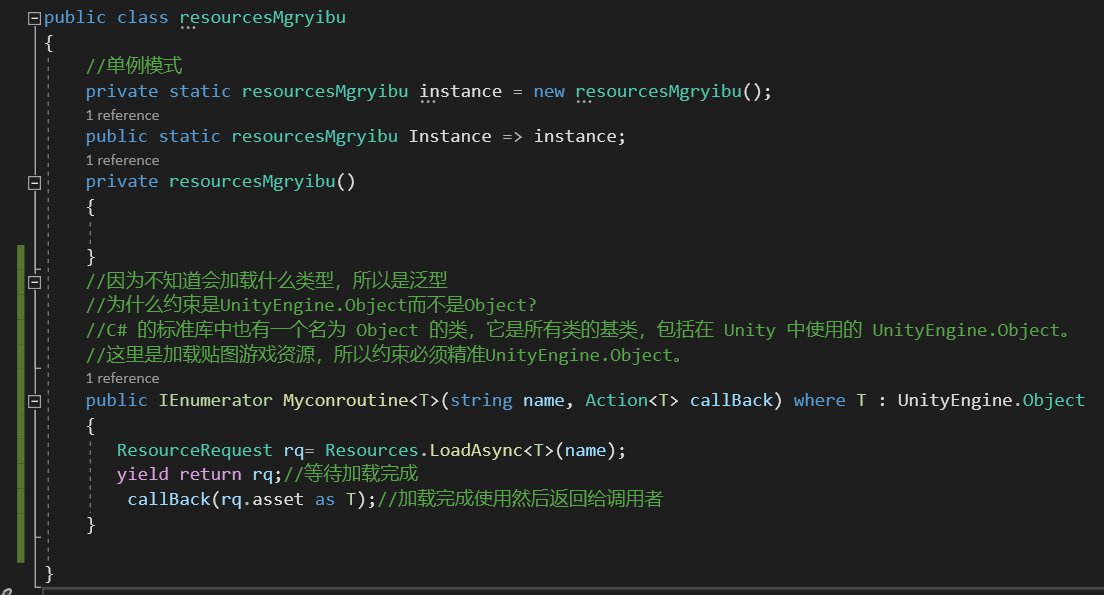 public class resourcesMgryibu
{
//单例模式
private static resourcesMgryibu instance = new resourcesMgryibu();
1 reference
public static resourcesMgryibu Instance => instance;
1 reference
private resourcesMgryibu()
{
}
//因为不知道会加载什么类型，所以是泛型
//为什么约束是UnityEngine.Object而不是Object?
//C# 的标准库中也有一个名为 Object 的类，它是所有类的基类，包括在 Unity 中使用的 UnityEngine.Object。
//这里是加载贴图游戏资源，所以约束必须精准UnityEngine.Object。
1 reference
public IEnumerator Myconroutine<T>(string name, Action<T> callBack) where T : UnityEngine.Object
{
ResourceRequest rq= Resources.LoadAsync<T>(name);
yield return rq;//等待加载完成
callBack(rq.asset as T);//加载完成使用然后返回给调用者
}
}